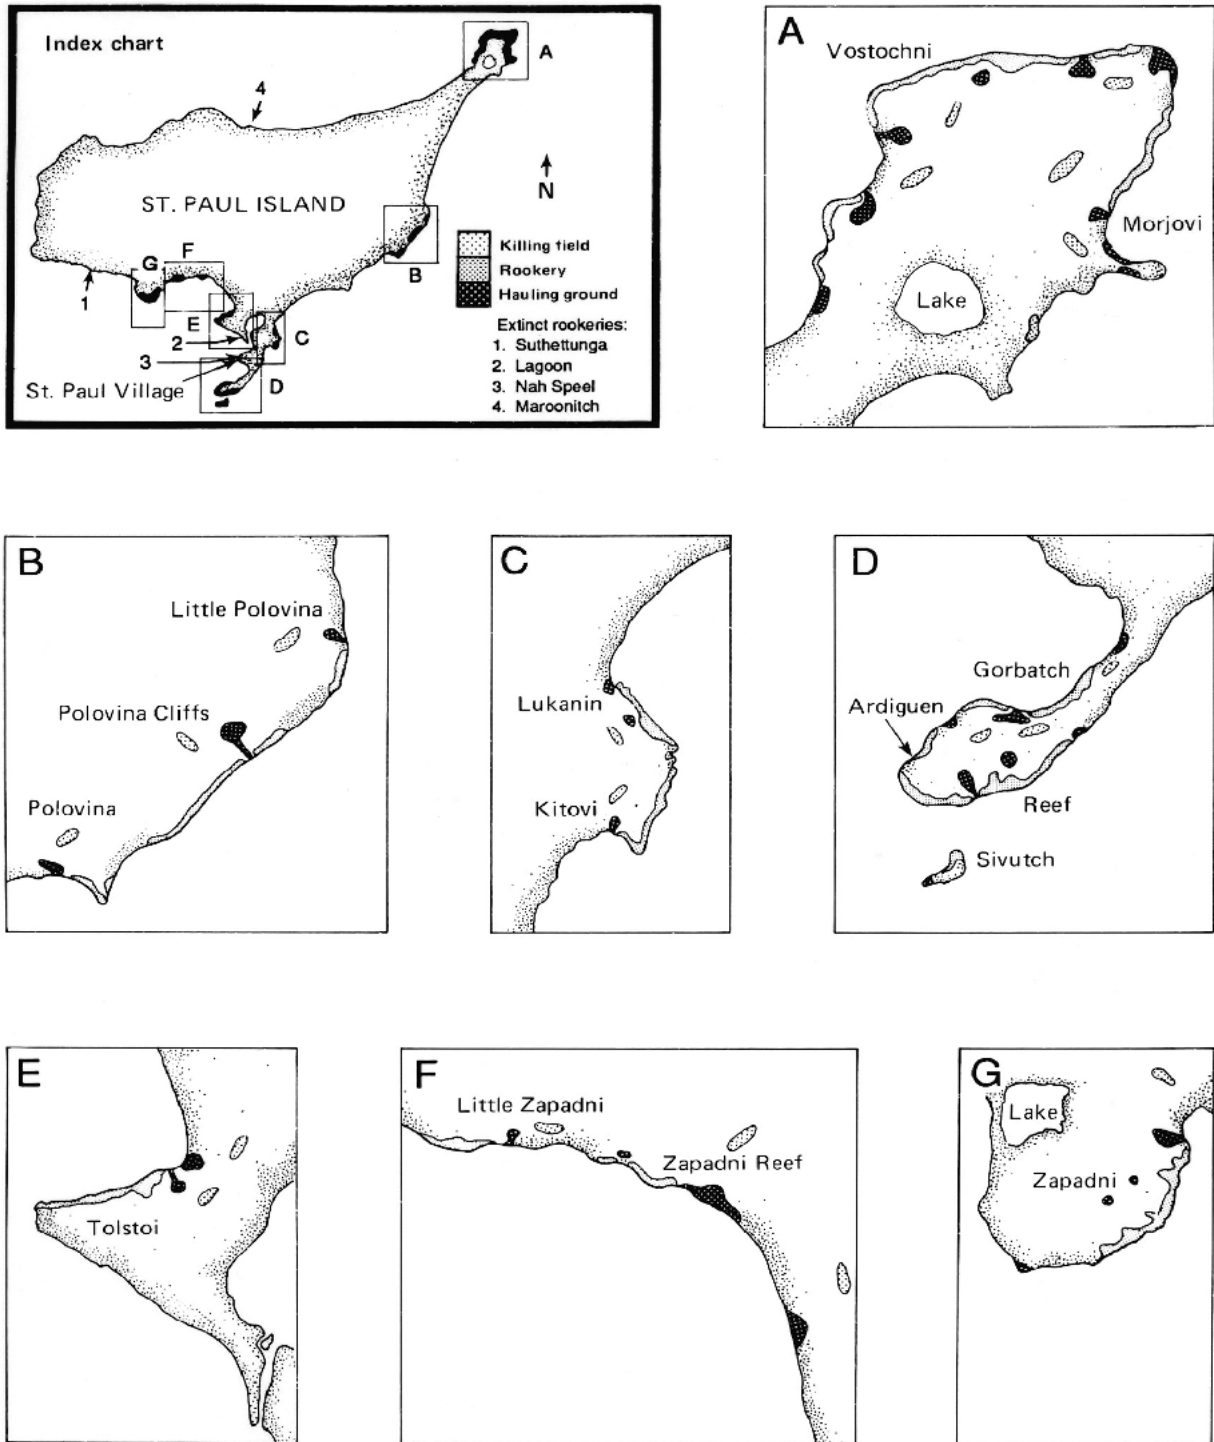 Index chart
A
4
N
ST. PAUL ISLAND
F
G
B
1
E
2
C
3
D
St. Paul Village
Killing field
Rookery
Hauling ground
Extinct rookeries:
1. Suthettunga
2. Lagoon
3. Nah Speel
4. Maroonitch
A
Vostochni
Morjovi
Lake
B
Little Polovina
Polovina Cliffs
Polovina
C
Lukanin
Kitovi
D
Gorbatch
Ardiguen
Reef
Sivutch
E
Tolstoi
F
Little Zapadni
Zapadni Reef
G
Lake
Zapadni